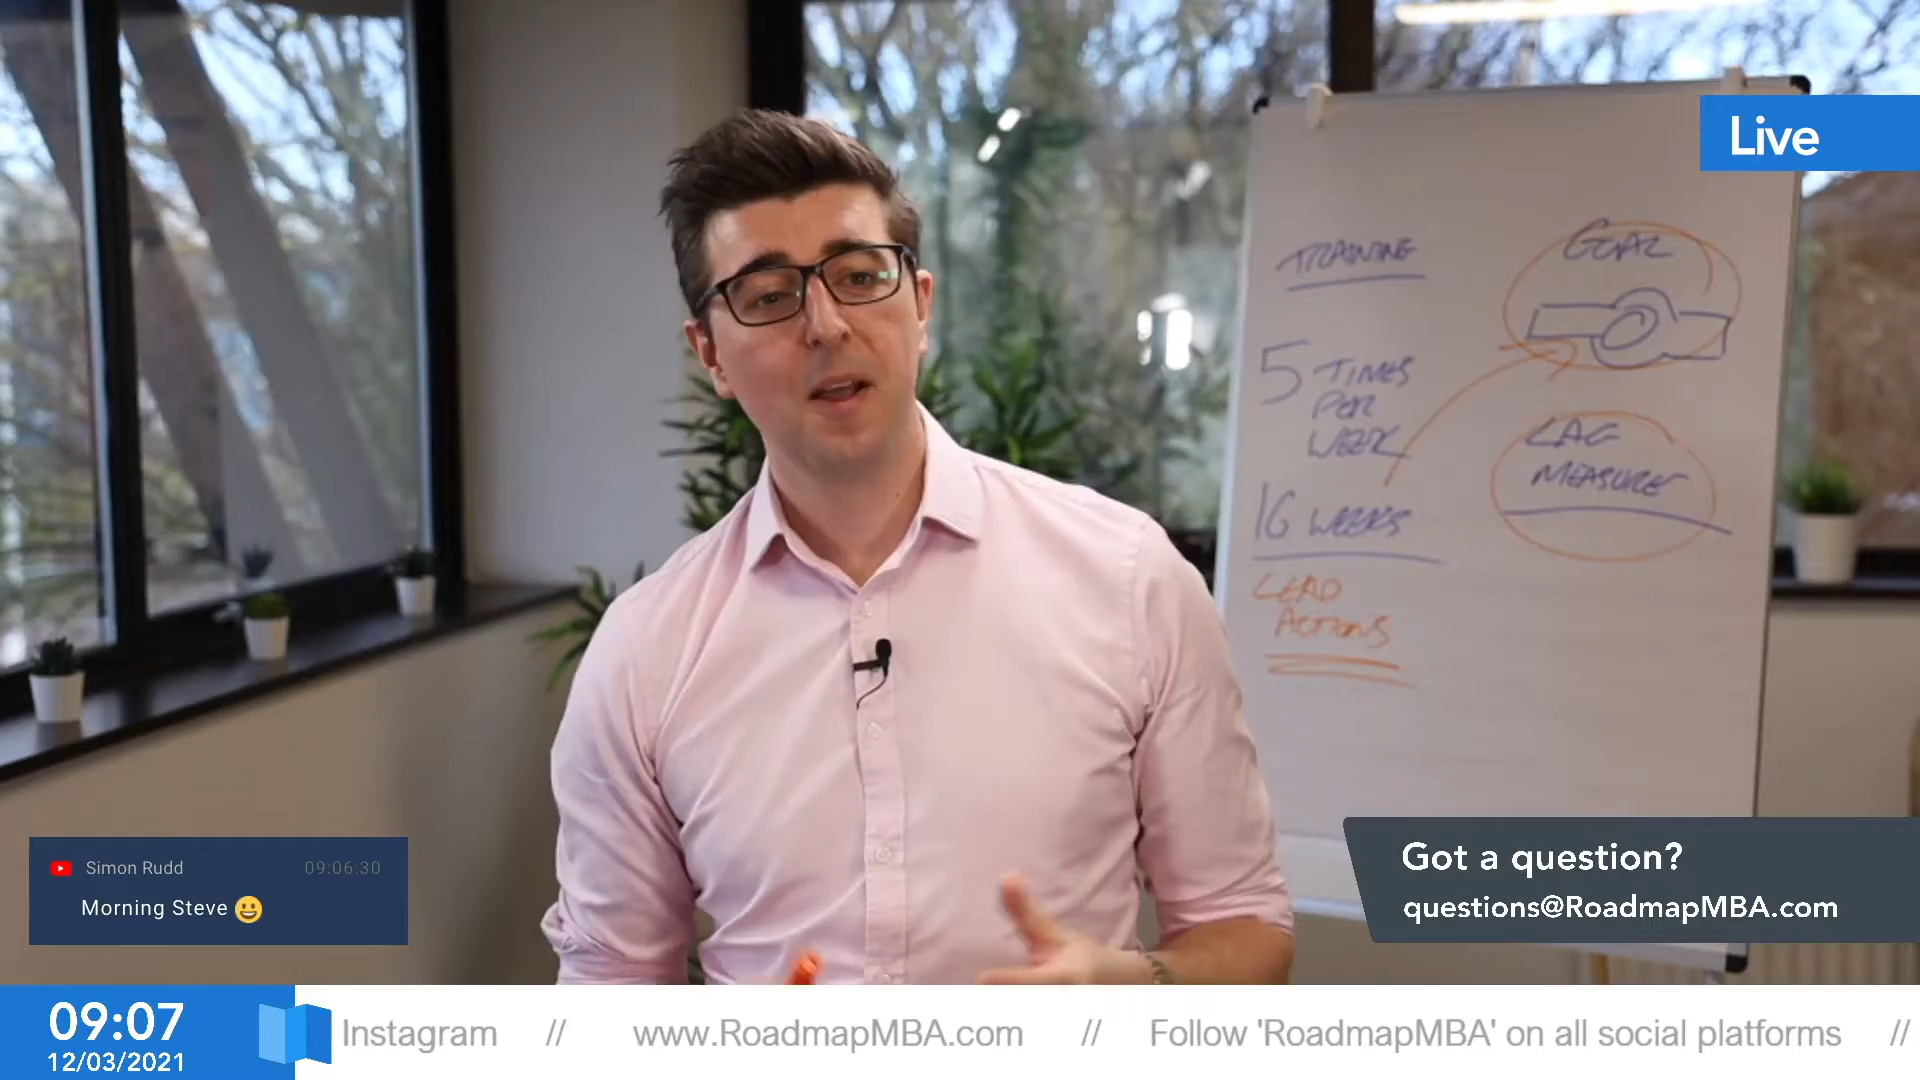 Live
TRAINING
GOAL
5 TIMES
PER
WEEK
LAG
MEASURE
16 WEEKS
LEAD
ACTIONS
Simon Rudd
09:06:30
Morning Steve 😀
Got a question?
questions@RoadmapMBA.com
09:07
12/03/2021
Instagram // www.RoadmapMBA.com // Follow 'RoadmapMBA' on all social platforms //